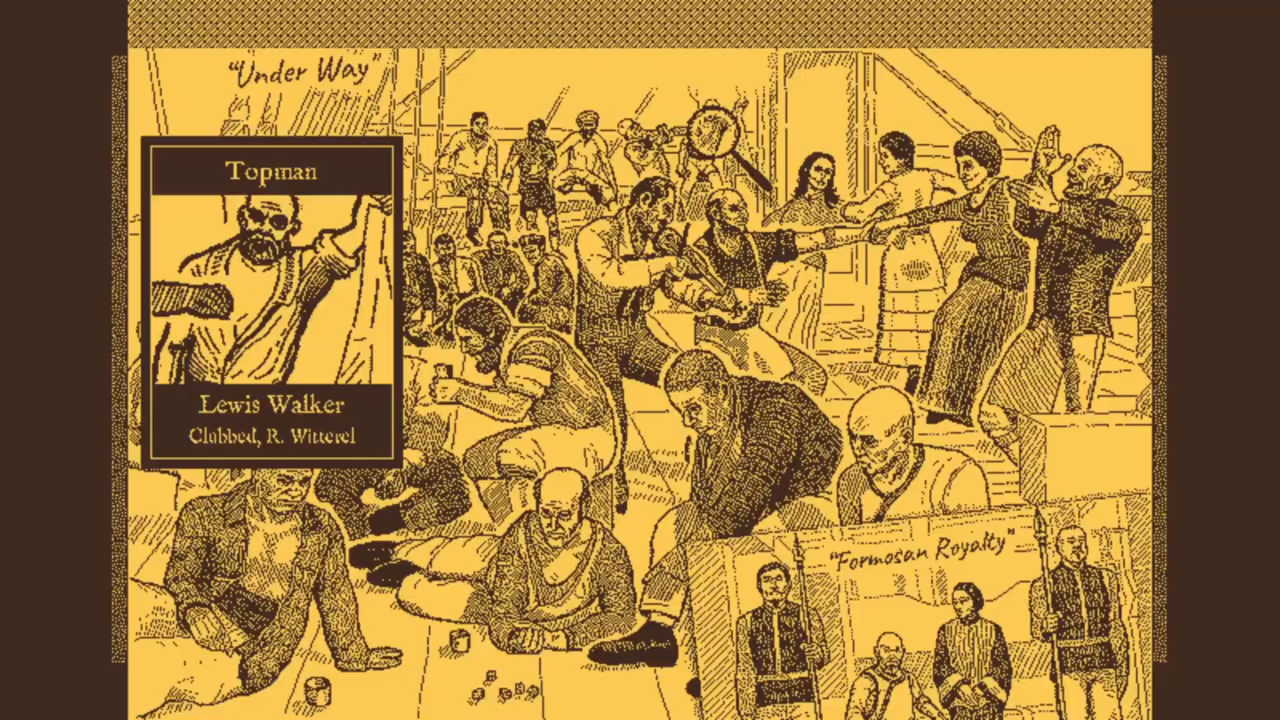 “Under Way”
Topman
Lewis Walker
Clubbed, R. Witterel
“Formosan Royalty”